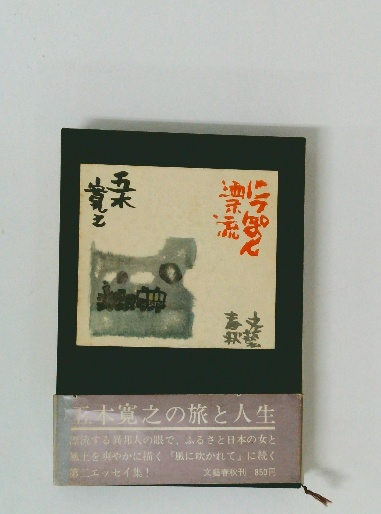 にっぽん
漂流
五木
寛之
文藝
春秋
五木寛之の旅と人生
漂流する異邦人の眼で、ふるさと日本の女と
風土を爽やかに描く『風に吹かれて』に続く
第二エッセイ集!
文藝春秋刊 850円